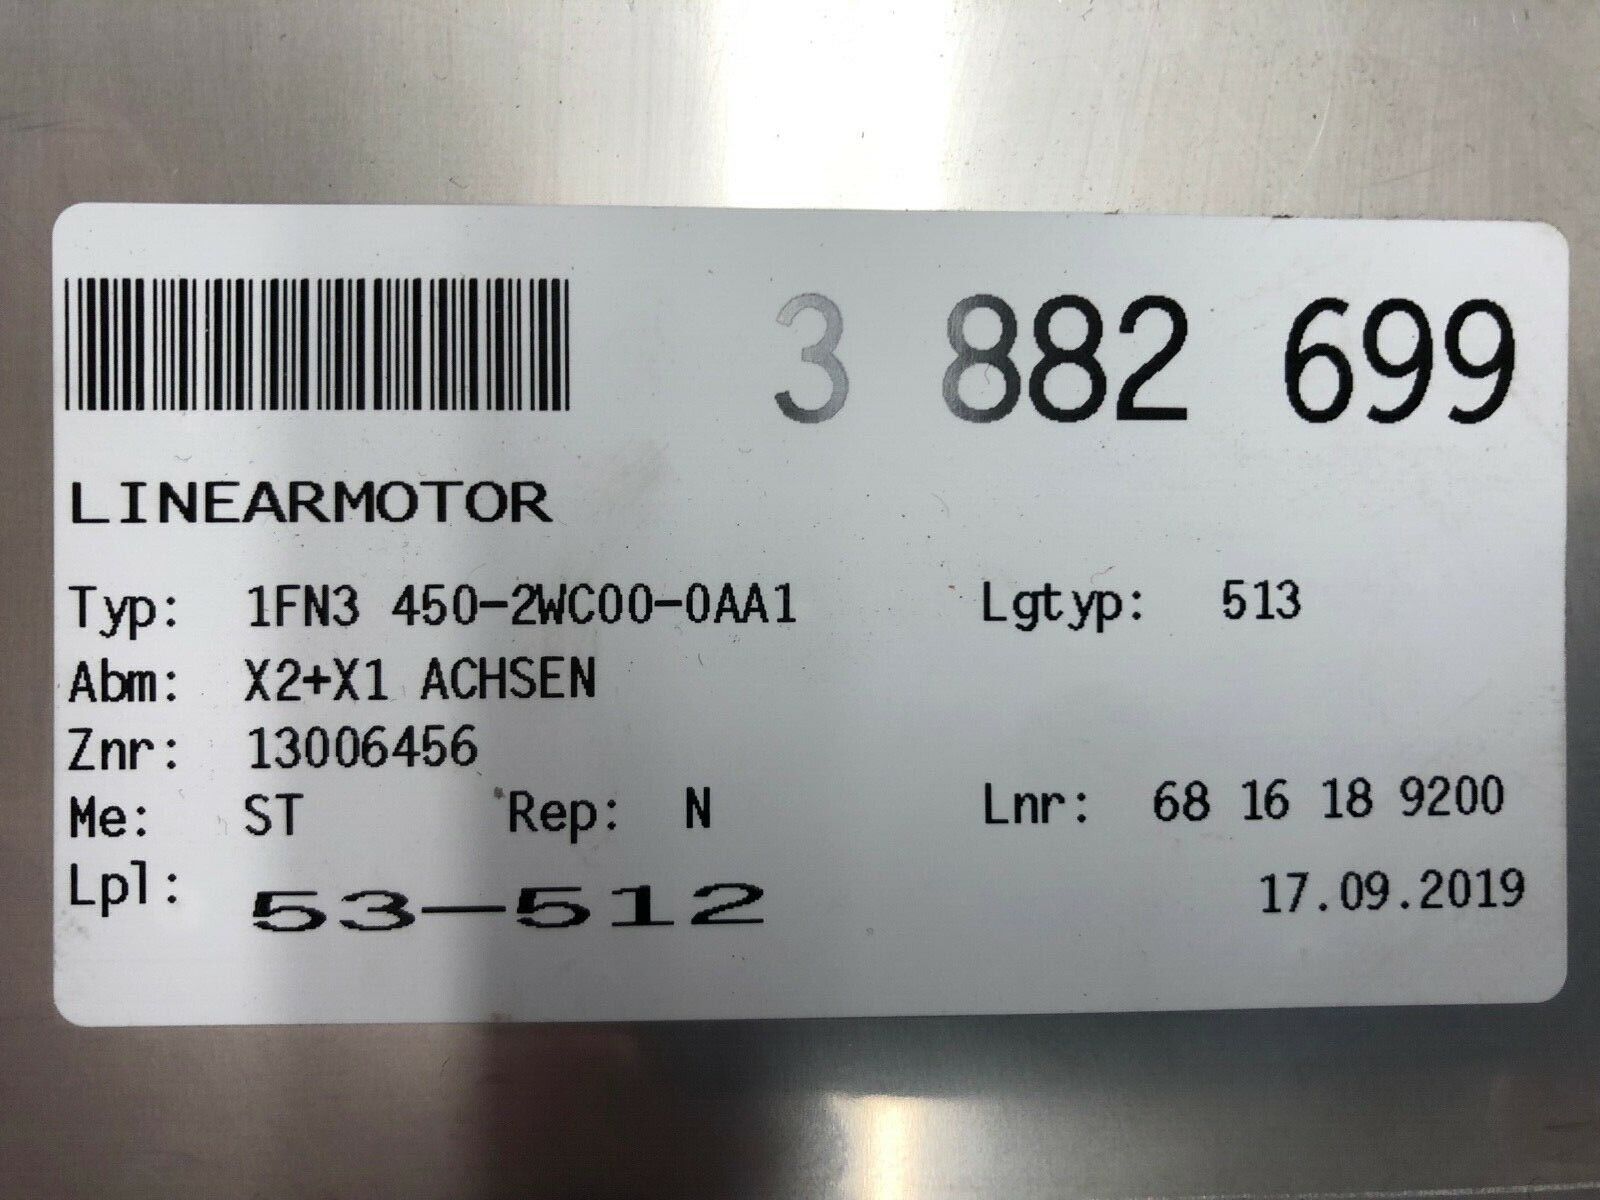 3 882 699
LINEARMOTOR
Typ: 1FN3 450-2WC00-0AA1 Lgtyp: 513
Abm: X2+X1 ACHSEN
Znr: 13006456
Me: ST Rep: N Lnr: 68 16 18 9200
Lpl: 53-512 17.09.2019